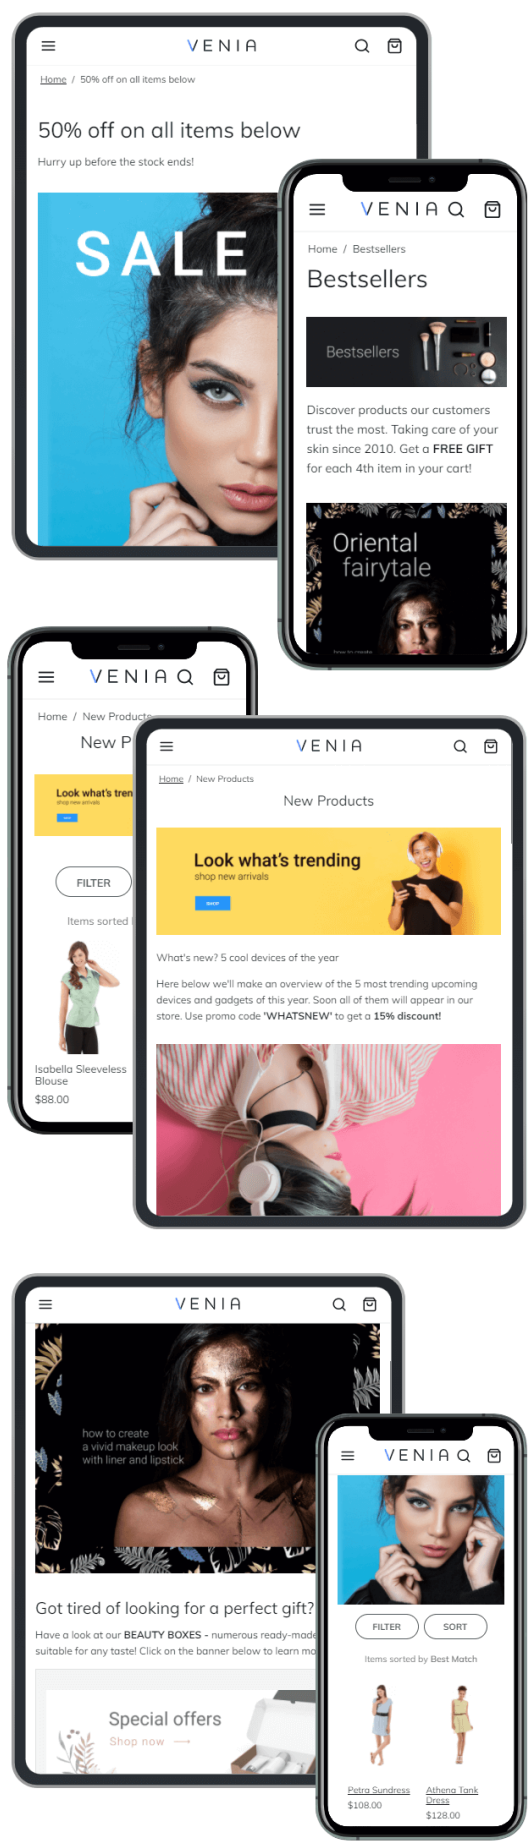 VENIA
Home / 50% off on all items below
50% off on all items below
Hurry up before the stock ends!
SALE
VENIA
Home / Bestsellers
Bestsellers
Bestsellers
Discover products our customers
trust the most. Taking care of your
skin since 2010. Get a FREE GIFT
for each 4th item in your cart!
Oriental
fairytale
how to create
VENIA
Home / New Products
New P
Look what's tren
shop new arrivals
FILTER
Items sorted
Isabella Sleeveless
Blouse
$88.00
VENIA
Home / New Products
New Products
Look what's trending
shop new arrivals
SHOP
What's new? 5 cool devices of the year
Here below we'll make an overview of the 5 most trending upcoming
devices and gadgets of this year. Soon all of them will appear in our
store. Use promo code 'WHATSNEW' to get a 15% discount!
VENIA
how to create
a vivid makeup look
with liner and lipstick
Got tired of looking for a perfect gift?
Have a look at our BEAUTY BOXES - numerous ready-made
suitable for any taste! Click on the banner below to learn mo
Special offers
Shop now
VENIA
FILTER
SORT
Items sorted by Best Match
Petra Sundress
$108.00
Athena Tank
Dress
$128.00